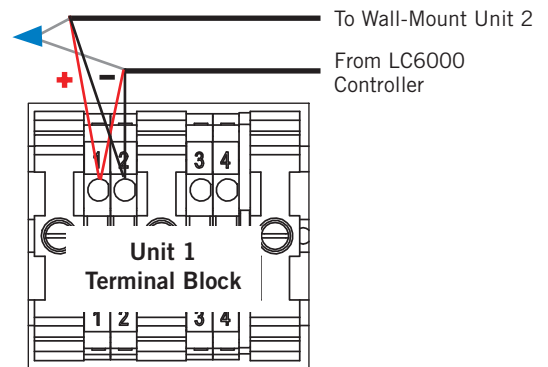 To Wall-Mount Unit 2
From LC6000
Controller
+ –
1 2 3 4
Unit 1
Terminal Block
1 2 3 4